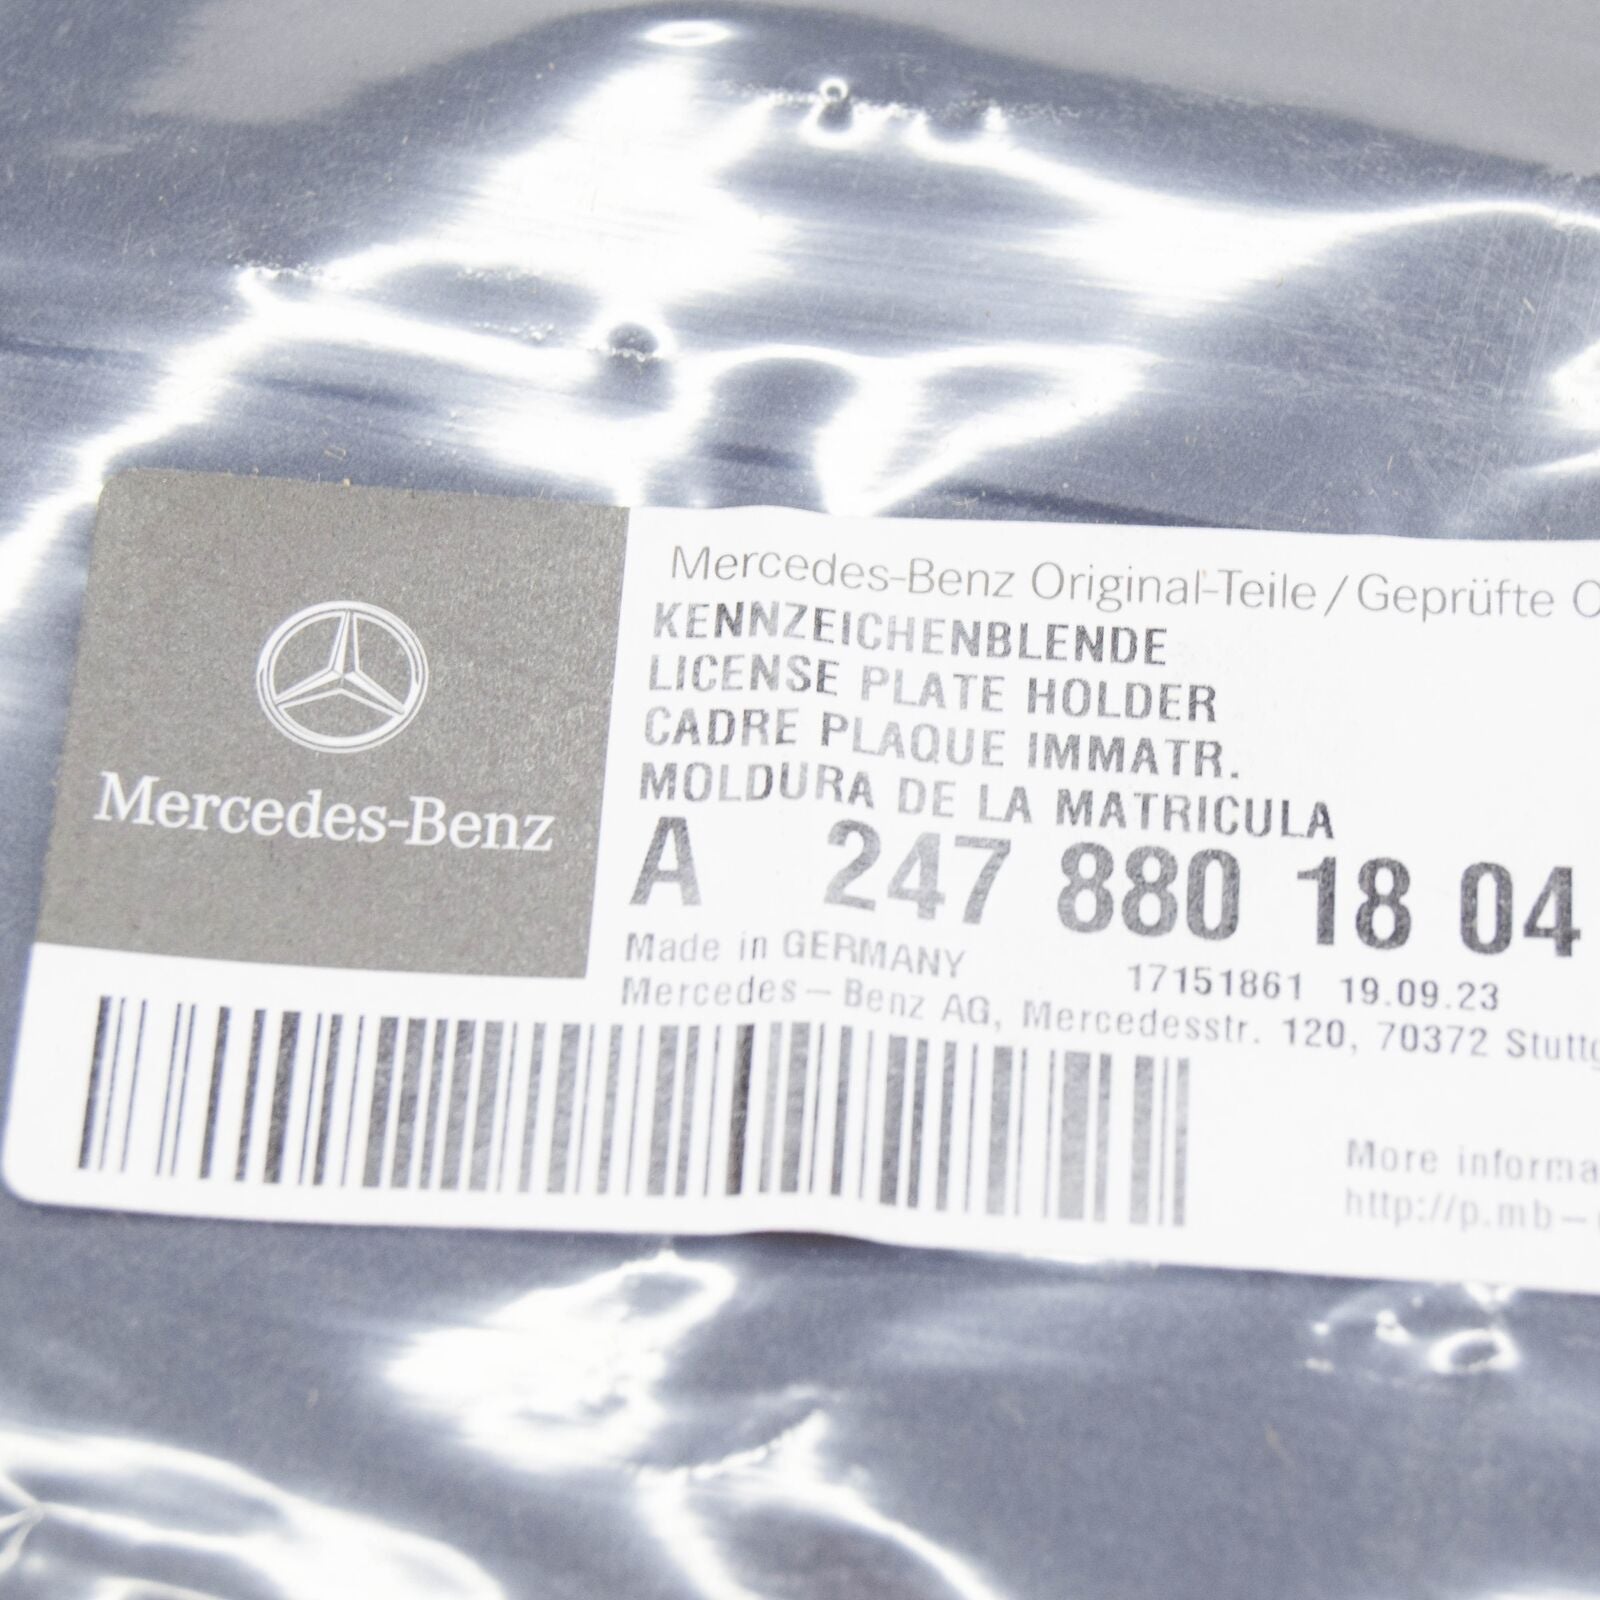 Mercedes-Benz
Mercedes-Benz Original-Teile / Geprüfte
KENNZEICHENBLENDE
LICENSE PLATE HOLDER
CADRE PLAQUE IMMATR.
MOLDURA DE LA MATRICULA
A 247 880 18 04
Made in GERMANY
17151861 19.09.23
Mercedes-Benz AG, Mercedesstr. 120, 70372 Stuttg
More informa
http://p.mb-